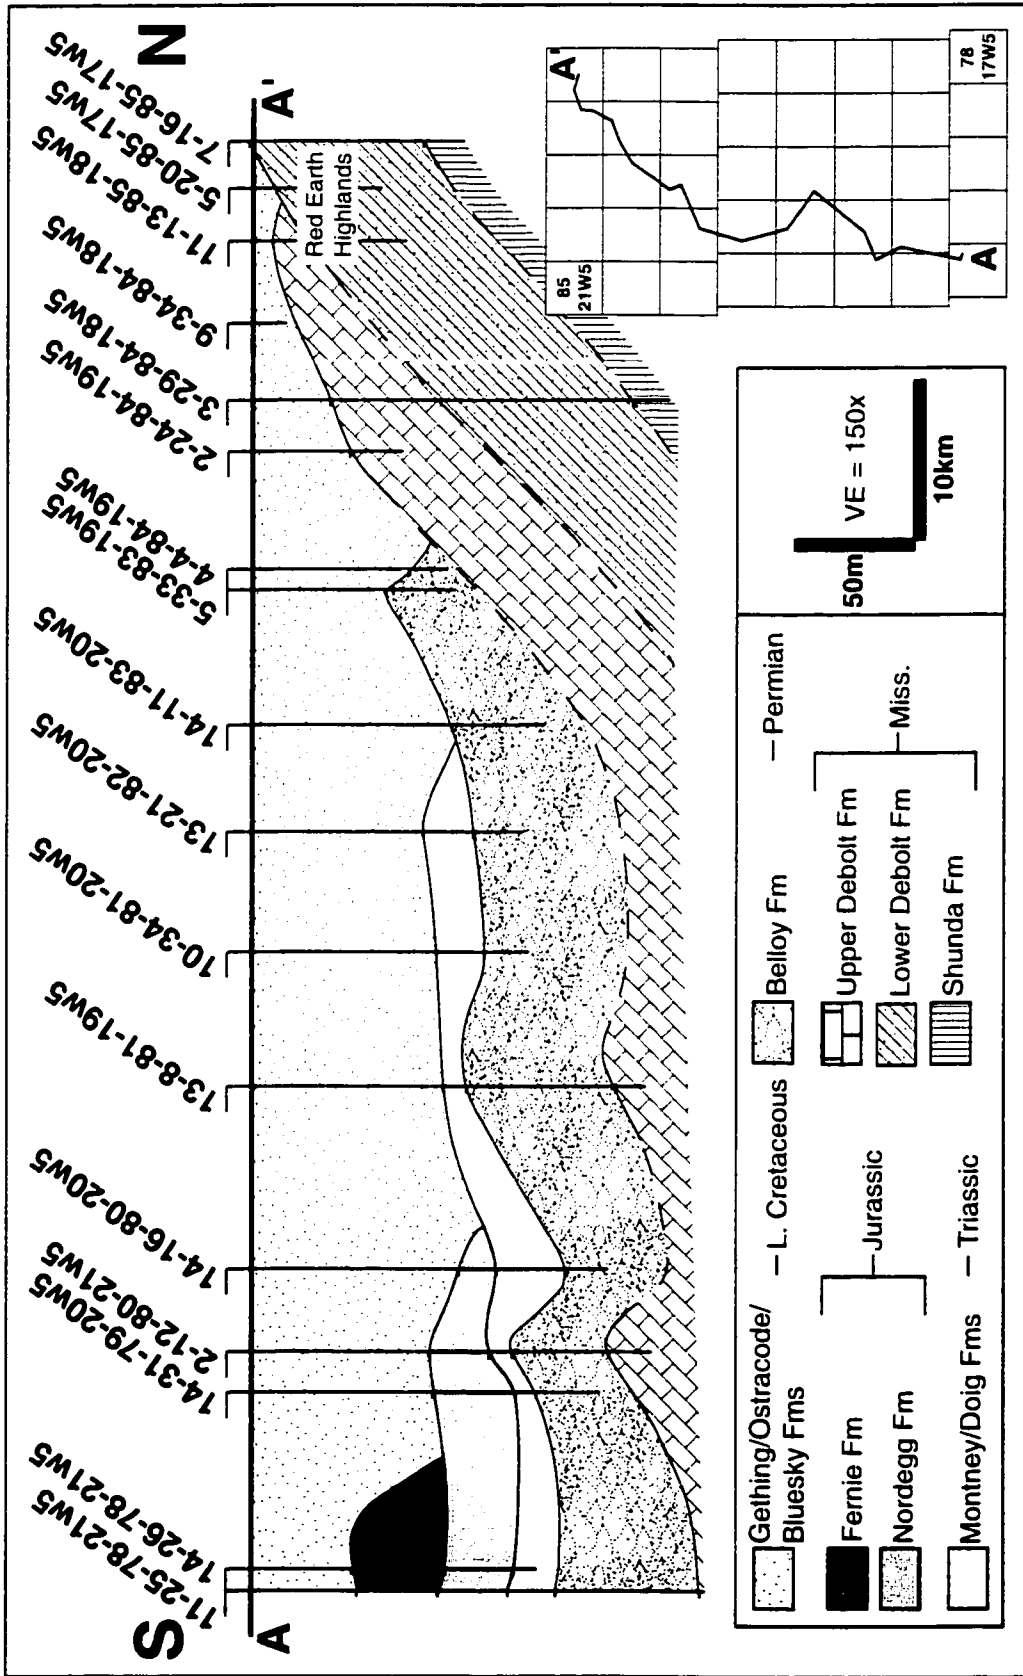 S
N
11-25-78-21w5
14-26-78-21w5
14-31-79-20w5
2-12-80-21w5
14-16-80-20w5
13-8-81-19w5
10-34-81-20w5
13-21-82-20w5
14-11-83-20w5
5-33-83-19w5
4-4-84-19w5
2-24-84-19w5
3-29-84-18w5
9-34-84-18w5
11-13-85-18w5
5-20-85-17w5
7-16-85-17w5
A
A'
Red Earth
Highlands
Gething/Ostracode/
Bluesky Fms
— L. Cretaceous
Fernie Fm
Nordegg Fm
Jurassic
Montney/Doig Fms
— Triassic
Belloy Fm
— Permian
Upper Debolt Fm
Lower Debolt Fm
Shunda Fm
Miss.
50m
VE = 150x
10km
85
21W5
A'
A
78
17W5